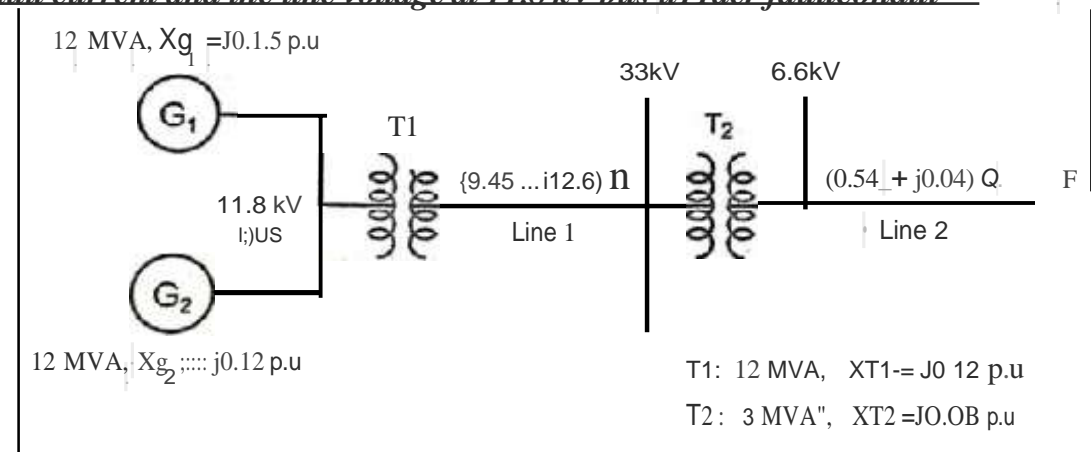 12 MVA, Xg1 =J0.1.5 p.u
33kV
6.6kV
G1
T1
T2
{9.45 ...i12.6) n
(0.54_+ j0.04) Q.
F
11.8 kV
I;)US
Line 1
Line 2
G2
12 MVA, Xg2 ;:::: j0.12 p.u
T1: 12 MVA, XT1-= J0 12 p.u
T2: 3 MVA", XT2 =JO.OB p.u